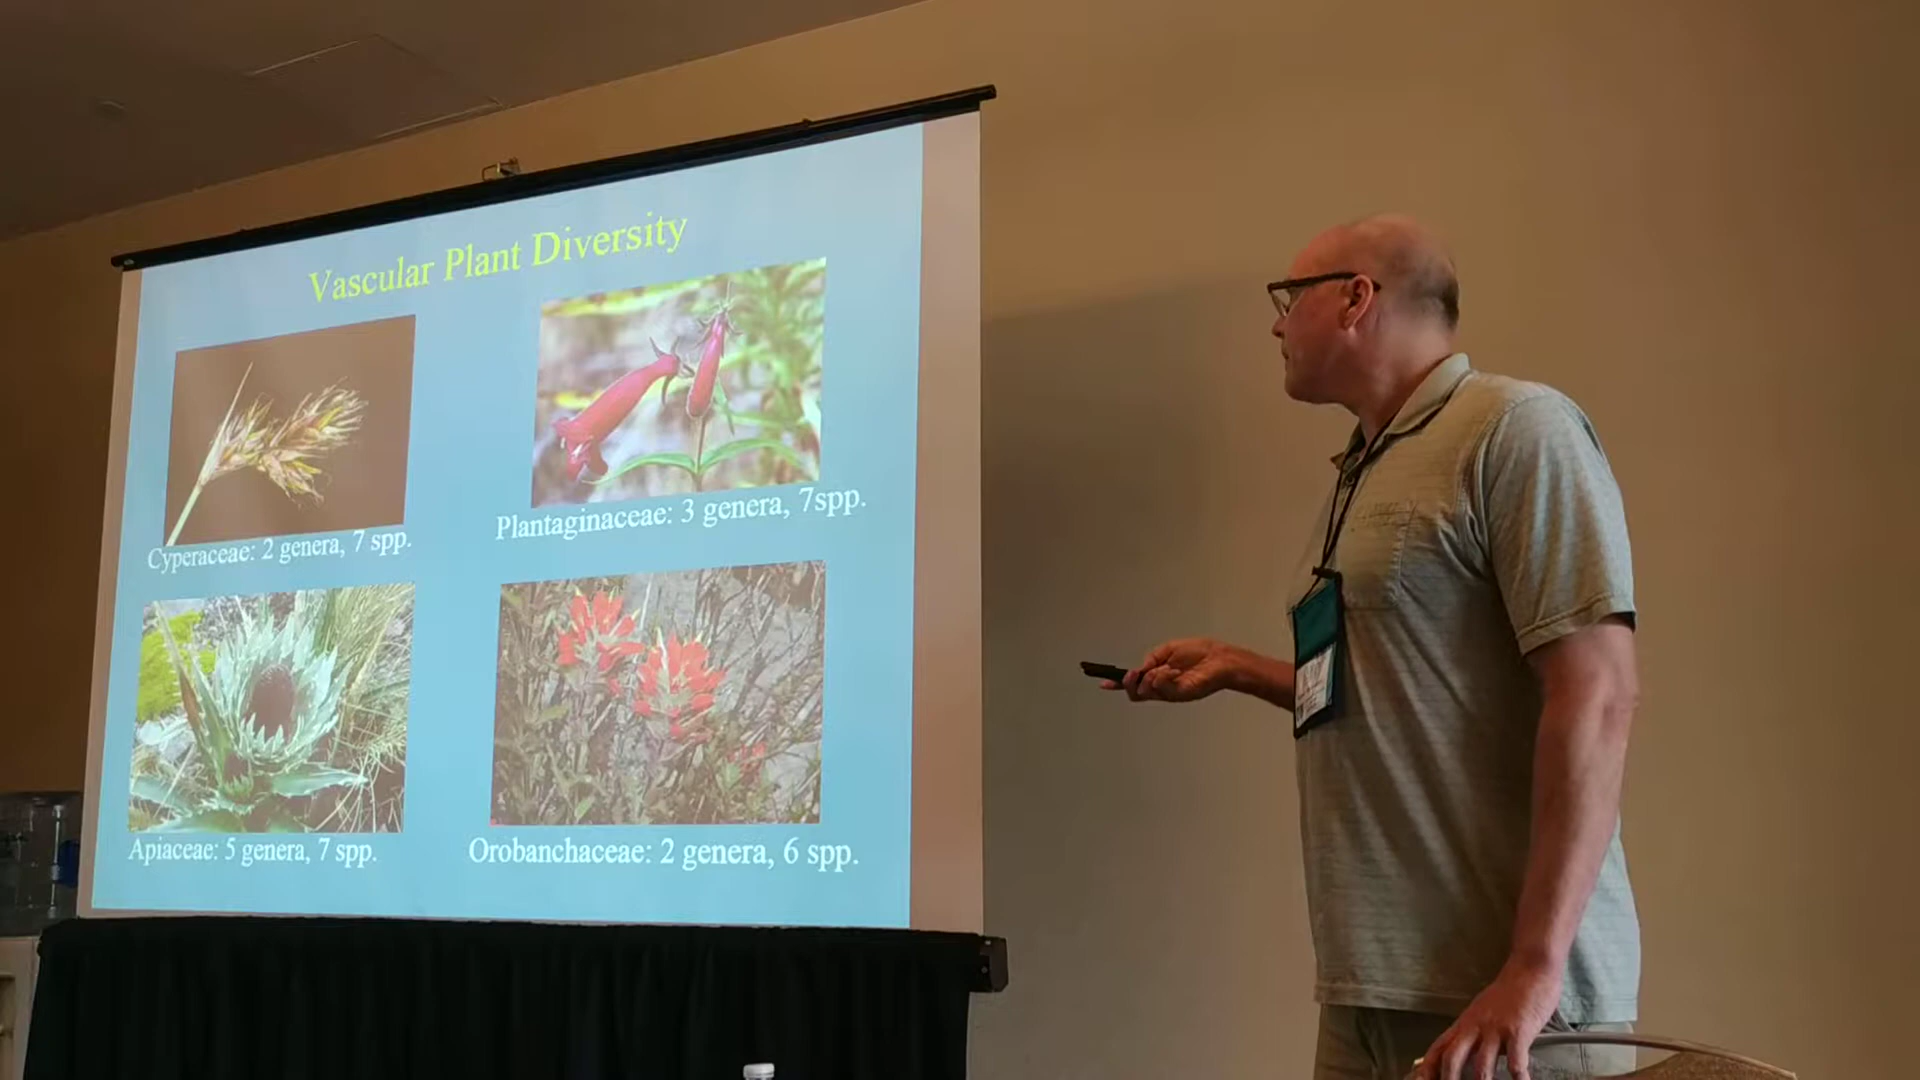 Vascular Plant Diversity
Cyperaceae: 2 genera, 7 spp.
Plantaginaceae: 3 genera, 7spp.
Apiaceae: 5 genera, 7 spp.
Orobanchaceae: 2 genera, 6 spp.